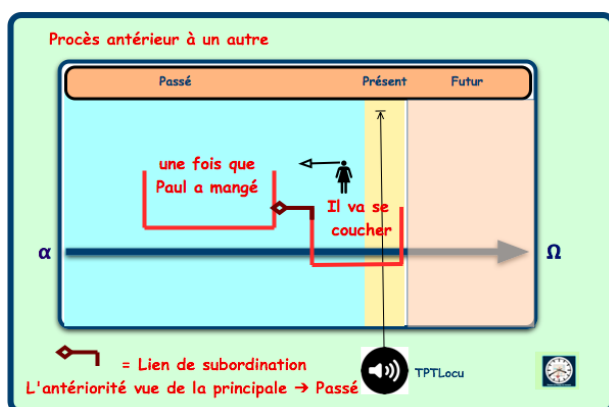 Procès antérieur à un autre
Passé Présent Futur
une fois que
Paul a mangé
Il va se
coucher
α Ω
= Lien de subordination
L'antériorité vue de la principale → Passé
TPTLocu